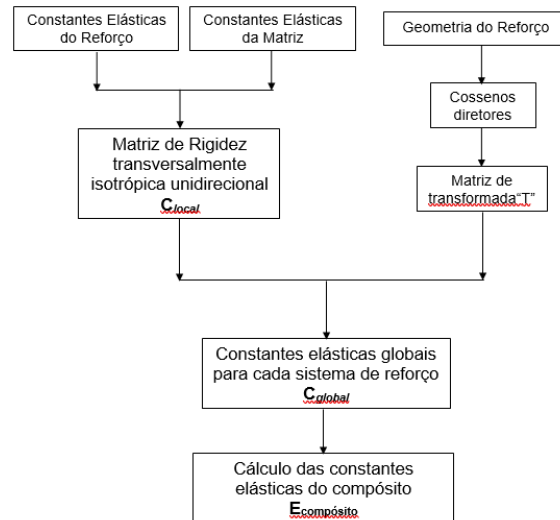 Constantes Elásticas
do Reforço
Constantes Elásticas
da Matriz
Geometria do Reforço
Cossenos
diretores
Matriz de Rigidez
transversalmente
isotrópica unidirecional
Clocal
Matriz de
transformada“T”
Constantes elásticas globais
para cada sistema de reforço
Cglobal
Cálculo das constantes
elásticas do compósito
Ecompósito